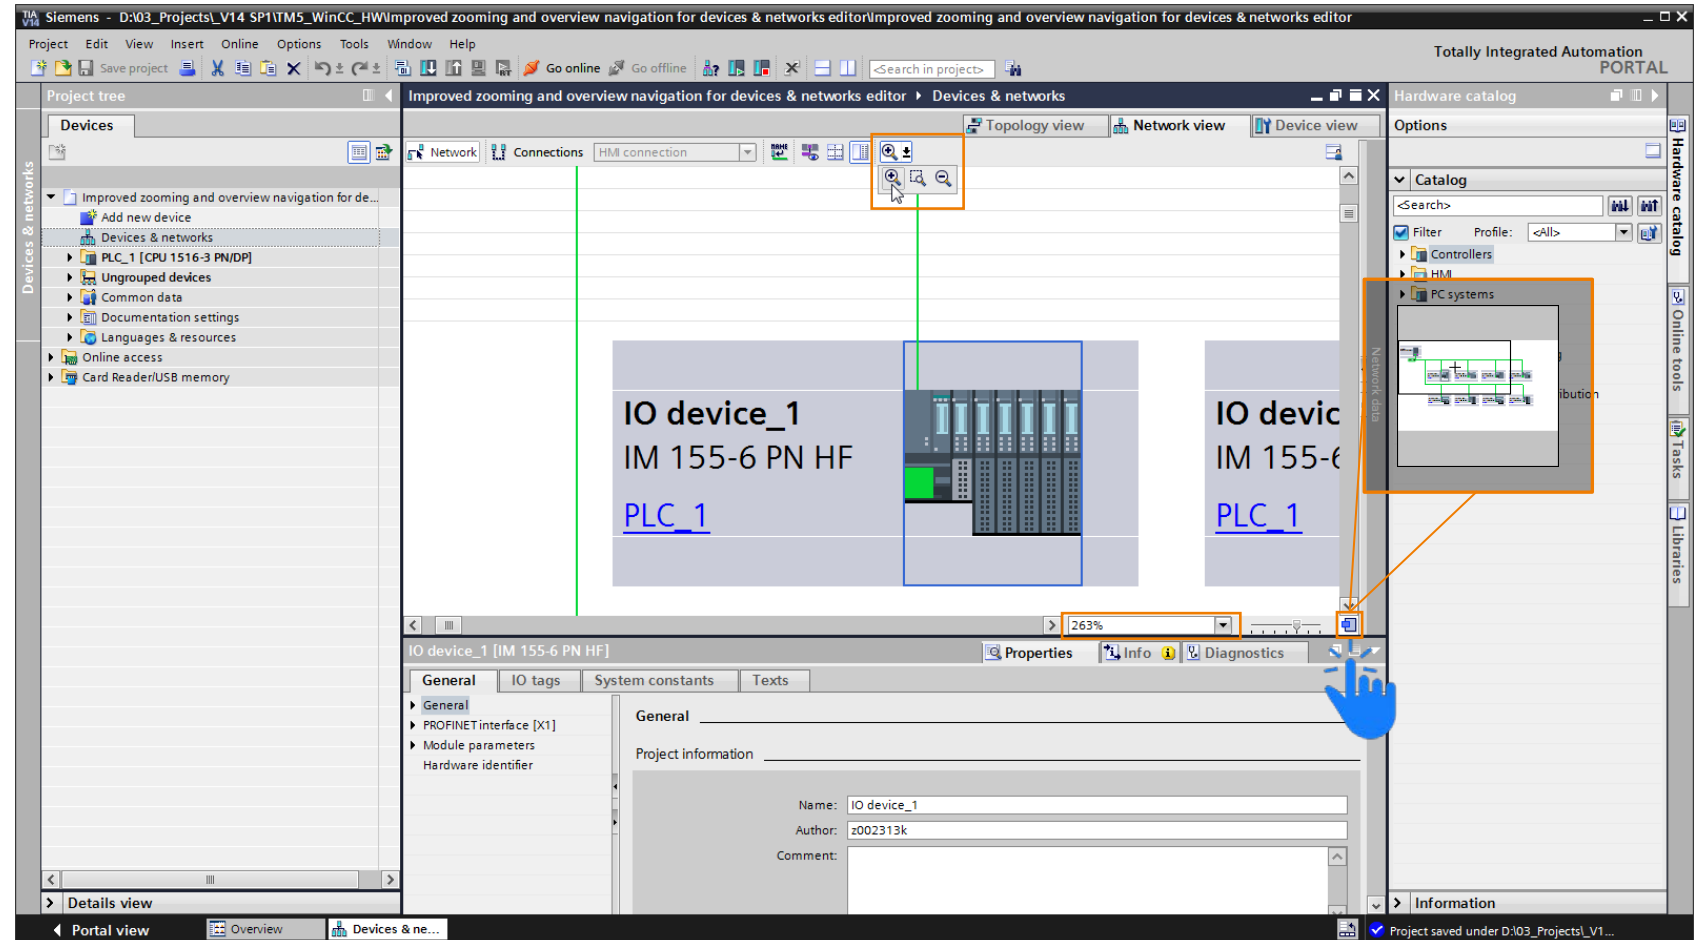 TIA V14 Siemens - D:\03_Projects\_V14 SP1\TM5_WinCC_HW\Improved zooming and overview navigation for devices & networks editor\Improved zooming and overview navigation for devices & networks editor
Project Edit View Insert Online Options Tools Window Help
Totally Integrated Automation
PORTAL
Save project Go online Go offline <Search in project>
Project tree
Improved zooming and overview navigation for devices & networks editor Devices & networks
Hardware catalog
Devices
Topology view Network view Device view
Options
Network Connections HMI connection
Devices & networks
Improved zooming and overview navigation for de...
Add new device
Devices & networks
PLC_1 [CPU 1516-3 PN/DP]
Ungrouped devices
Common data
Documentation settings
Languages & resources
Online access
Card Reader/USB memory
Details view
IO device_1
IM 155-6 PN HF
PLC_1
IO devic
IM 155-6
PLC_1
Network data
263%
IO device_1 [IM 155-6 PN HF]
Properties Info Diagnostics
General IO tags System constants Texts
General
PROFINET interface [X1]
Module parameters
Hardware identifier
General
Project information
Name: IO device_1
Author: z002313k
Comment:
Catalog
<Search>
Filter Profile: <All>
Controllers
HMI
PC systems
ibution
Information
Hardware catalog
Online tools
Tasks
Libraries
Portal view Overview Devices & ne...
Project saved under D:\03_Projects\_V1...